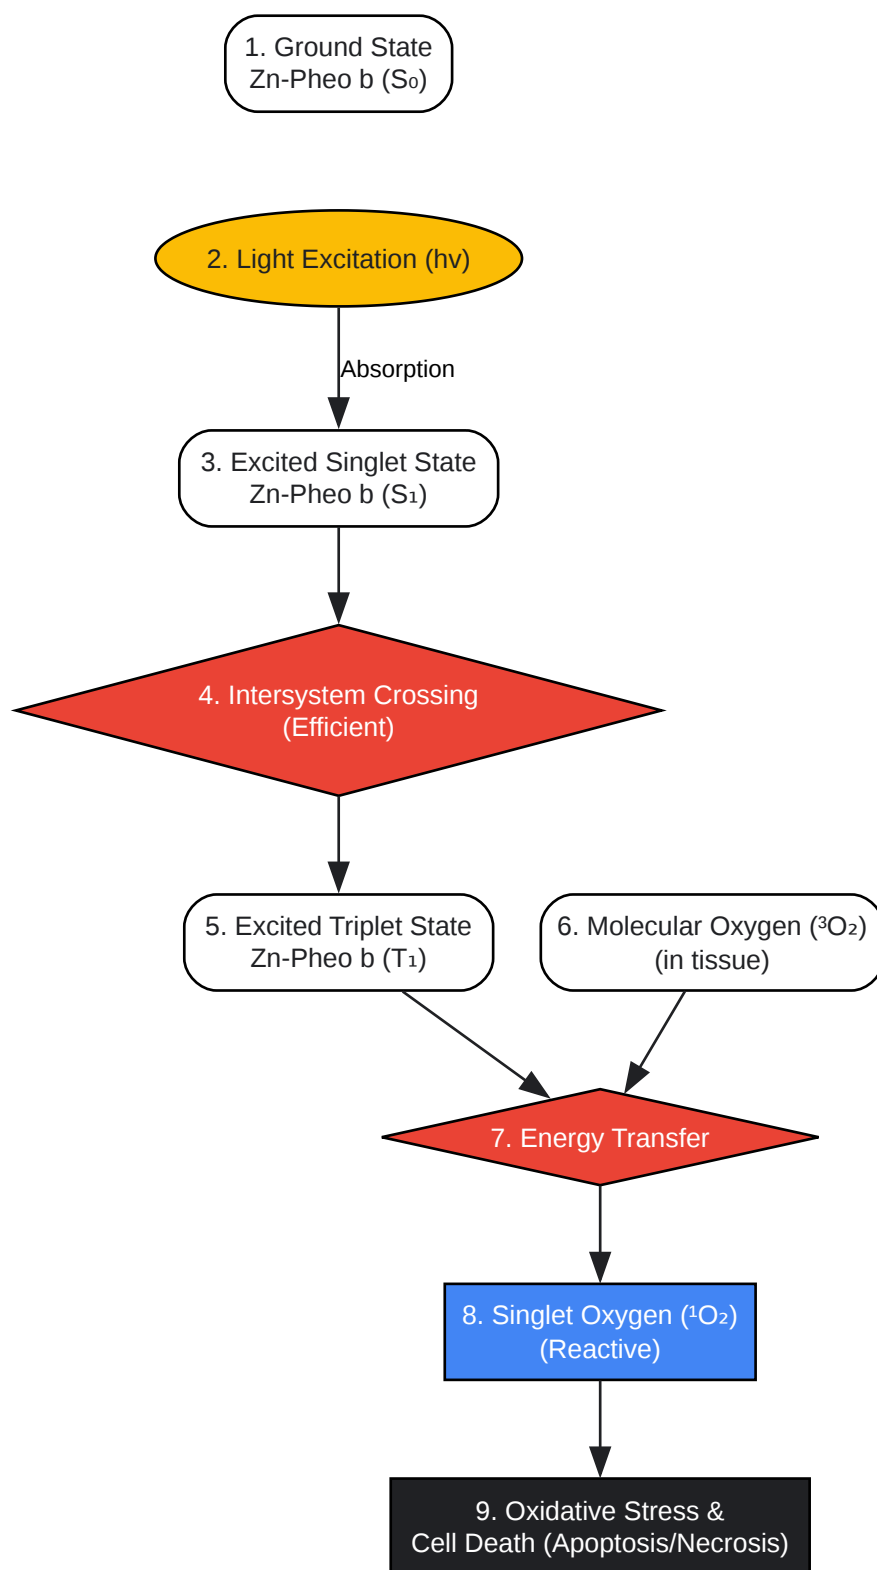 1. Ground State
Zn-Pheo b (S₀)
2. Light Excitation (hv)
Absorption
3. Excited Singlet State
Zn-Pheo b (S₁)
4. Intersystem Crossing
(Efficient)
5. Excited Triplet State
Zn-Pheo b (T₁)
6. Molecular Oxygen (³O₂)
(in tissue)
7. Energy Transfer
8. Singlet Oxygen (¹O₂)
(Reactive)
9. Oxidative Stress &
Cell Death (Apoptosis/Necrosis)